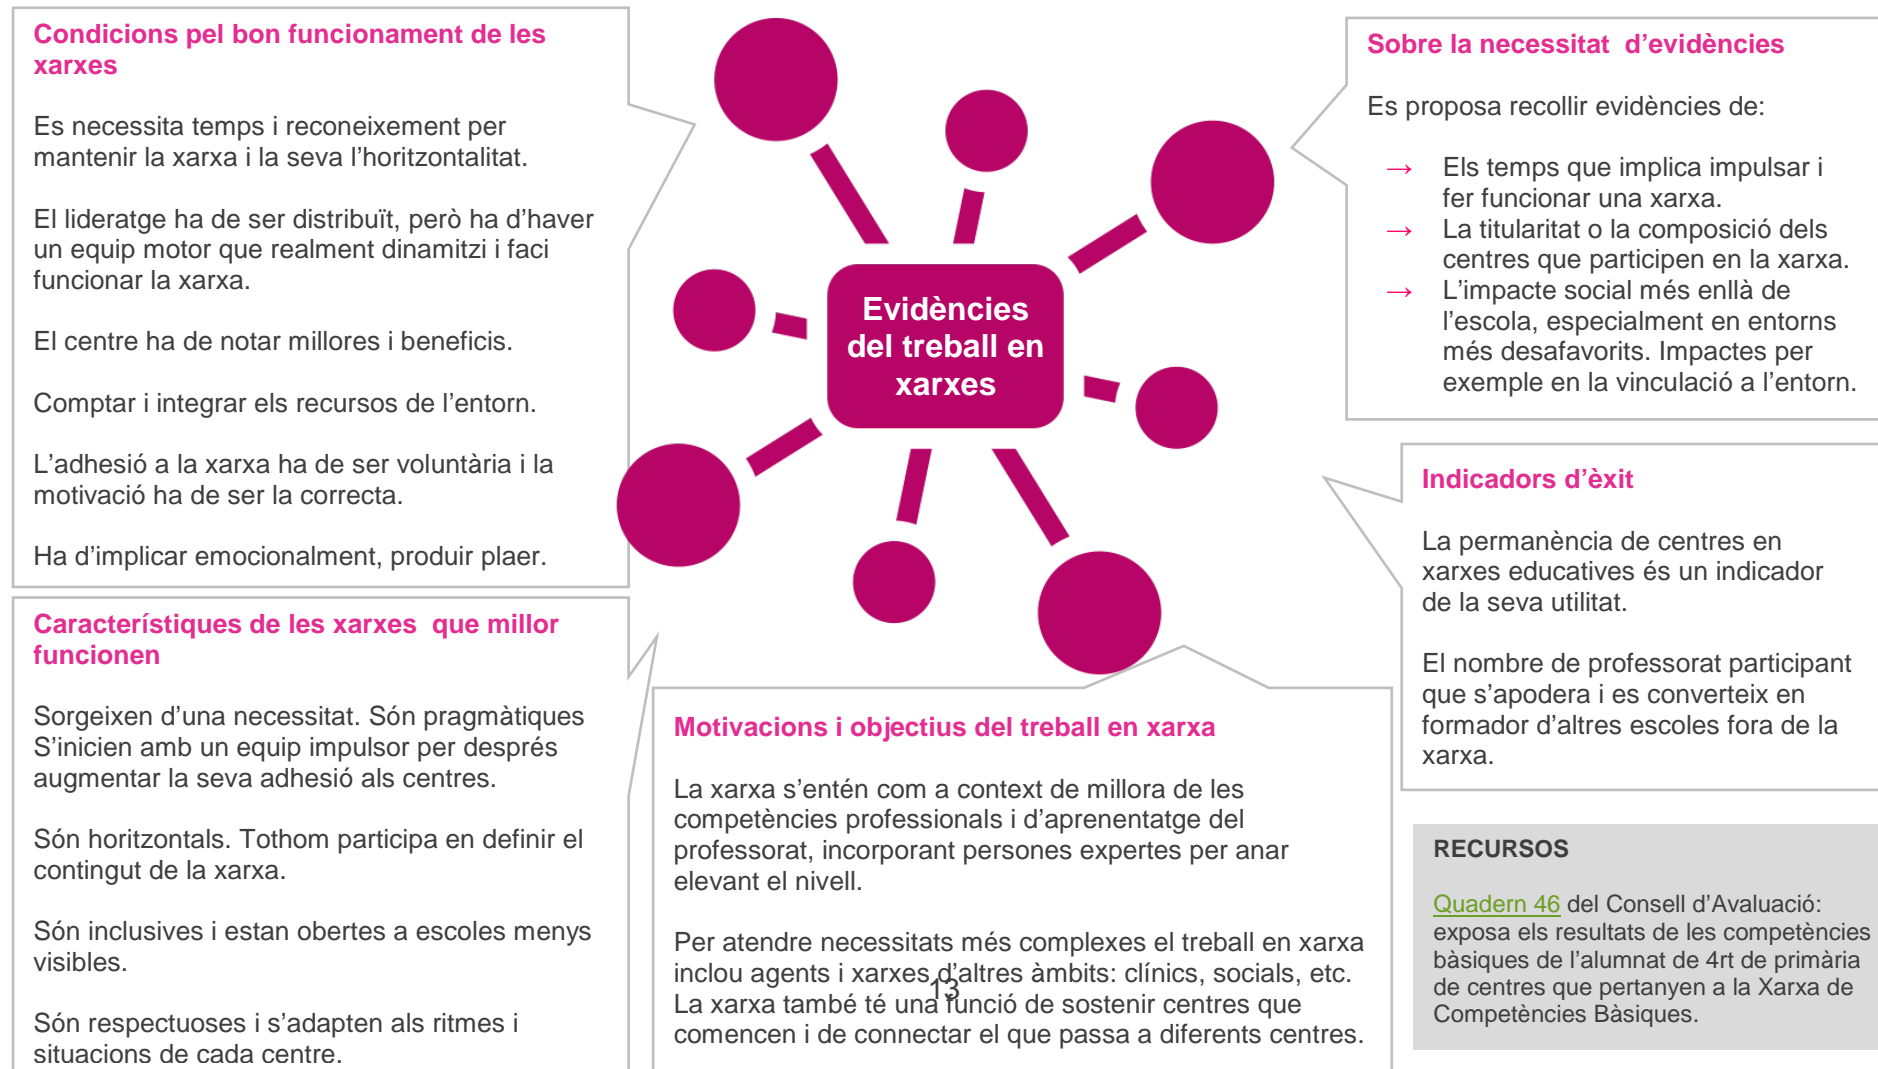 Condicions pel bon funcionament de les
xarxes
Es necessita temps i reconeixement per
mantenir la xarxa i la seva l’horitzontalitat.
El lideratge ha de ser distribuït, però ha d’haver
un equip motor que realment dinamitzi i faci
funcionar la xarxa.
El centre ha de notar millores i beneficis.
Comptar i integrar els recursos de l’entorn.
L’adhesió a la xarxa ha de ser voluntària i la
motivació ha de ser la correcta.
Ha d’implicar emocionalment, produir plaer.
Característiques de les xarxes  que millor
funcionen
Sorgeixen d’una necessitat. Són pragmàtiques
S’inicien amb un equip impulsor per després
augmentar la seva adhesió als centres.
Són horitzontals. Tothom participa en definir el
contingut de la xarxa.
Són inclusives i estan obertes a escoles menys
visibles.
Són respectuoses i s’adapten als ritmes i
situacions de cada centre.
Evidències
del treball en
xarxes
Motivacions i objectius del treball en xarxa
La xarxa s’entén com a context de millora de les
competències professionals i d’aprenentatge del
professorat, incorporant persones expertes per anar
elevant el nivell.
Per atendre necessitats més complexes el treball en xarxa
inclou agents i xarxes d’altres àmbits: clínics, socials, etc.
La xarxa també té una funció de sostenir centres que
comencen i de connectar el que passa a diferents centres.
13
Sobre la necessitat  d’evidències
Es proposa recollir evidències de:
→ Els temps que implica impulsar i
fer funcionar una xarxa.
→ La titularitat o la composició dels
centres que participen en la xarxa.
→ L’impacte social més enllà de
l’escola, especialment en entorns
més desafavorits. Impactes per
exemple en la vinculació a l’entorn.
Indicadors d’èxit
La permanència de centres en
xarxes educatives és un indicador
de la seva utilitat.
El nombre de professorat participant
que s’apodera i es converteix en
formador d’altres escoles fora de la
xarxa.
RECURSOS
Quadern 46 del Consell d’Avaluació:
exposa els resultats de les competències
bàsiques de l’alumnat de 4rt de primària
de centres que pertanyen a la Xarxa de
Competències Bàsiques.